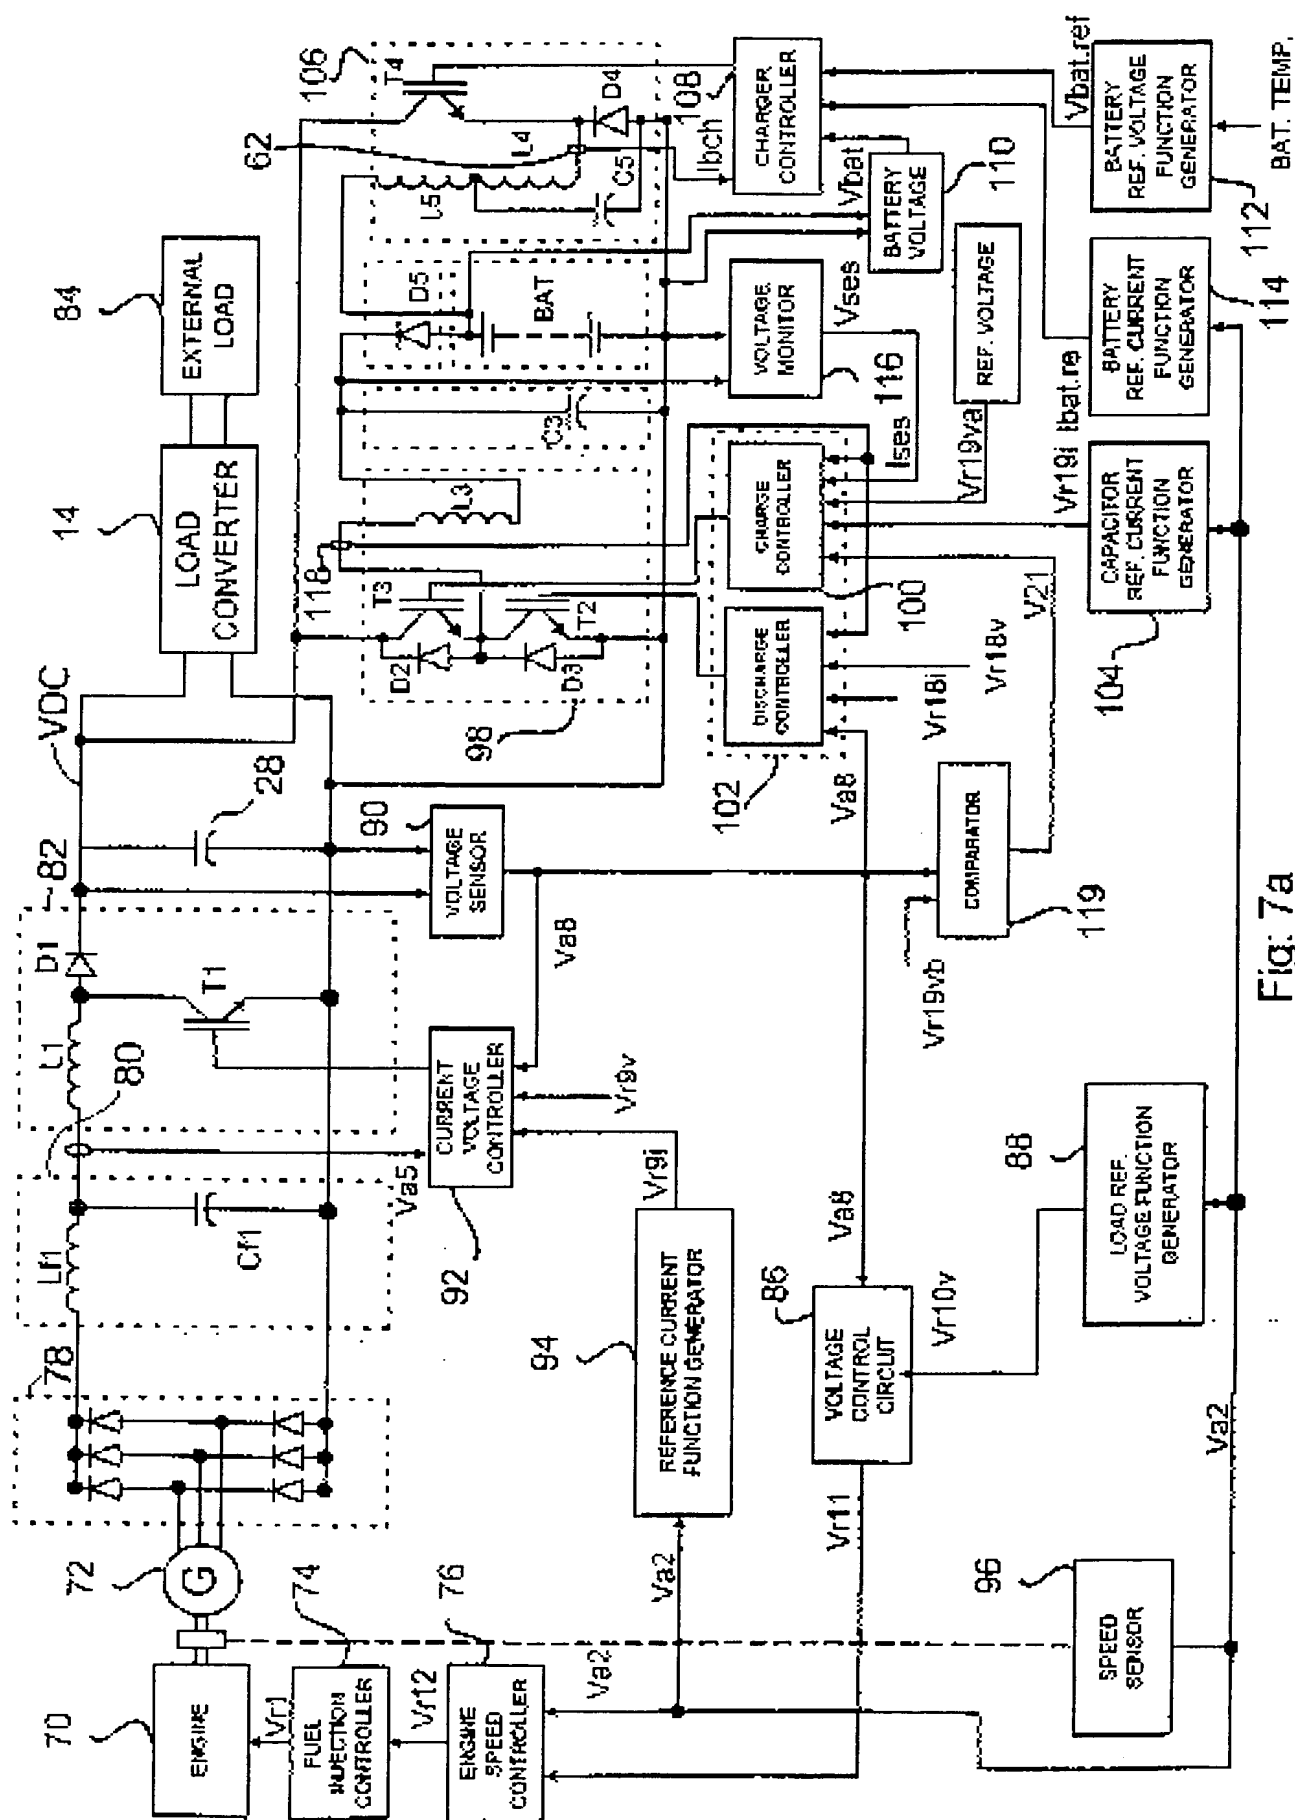 70
ENGINE
Vr1
FUEL
INJECTION
CONTROLLER
74
Vr12
ENGINE
SPEED
CONTROLLER
76
72
G
78
Lf1
Cf1
80
L1
D1
T1
82
VDC
28
14
LOAD
CONVERTER
84
EXTERNAL
LOAD
Va5
CURRENT
VOLTAGE
CONTROLLER
92
Vr9i
Vr9v
Va8
VOLTAGE
SENSOR
90
98
D2
D3
T3
T2
118
L3
C3
D5
BAT
L5
L4
C5
62
T4
D4
106
Va2
Va2
REFERENCE CURRENT
FUNCTION GENERATOR
94
Vr11
VOLTAGE
CONTROL
CIRCUIT
86
Va8
Vr10v
Vr19vb
COMPARATOR
119
V21
Va8
102
DISCHARGE
CONTROLLER
Vr18i
Vr18v
100
CHARGE
CONTROLLER
Ises
VOLTAGE
MONITOR
116
Vses
Vr19va
REF. VOLTAGE
BATTERY
VOLTAGE
110
Vbat
Ibch
CHARGER
CONTROLLER
108
SPEED
SENSOR
96
Va2
LOAD REF.
VOLTAGE FUNCTION
GENERATOR
88
CAPACITOR
REF. CURRENT
FUNCTION
GENERATOR
104
Vr19i
BATTERY
REF. CURRENT
FUNCTION
GENERATOR
114
Ibat.re
BATTERY
REF. VOLTAGE
FUNCTION
GENERATOR
112
Vbat.ref
BAT. TEMP.
Fig. 7a